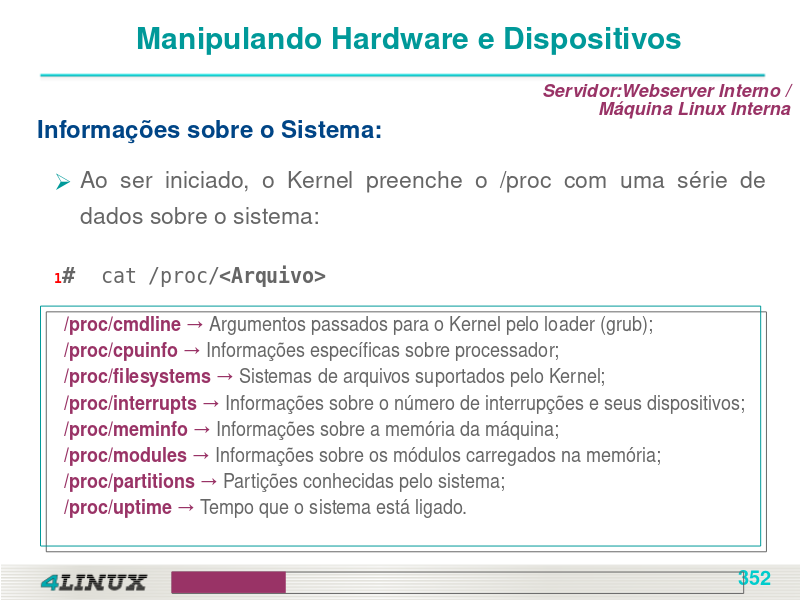 Manipulando Hardware e Dispositivos
Servidor:Webserver Interno /
Máquina Linux Interna
Informações sobre o Sistema:
Ao ser iniciado, o Kernel preenche o /proc com uma série de
dados sobre o sistema:
1# cat /proc/<Arquivo>
/proc/cmdline → Argumentos passados para o Kernel pelo loader (grub);
/proc/cpuinfo → Informações específicas sobre processador;
/proc/filesystems → Sistemas de arquivos suportados pelo Kernel;
/proc/interrupts → Informações sobre o número de interrupções e seus dispositivos;
/proc/meminfo → Informações sobre a memória da máquina;
/proc/modules → Informações sobre os módulos carregados na memória;
/proc/partitions → Partições conhecidas pelo sistema;
/proc/uptime → Tempo que o sistema está ligado.
4LINUX
352